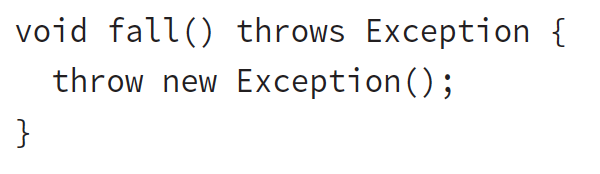 void fall() throws Exception {
  throw new Exception();
}